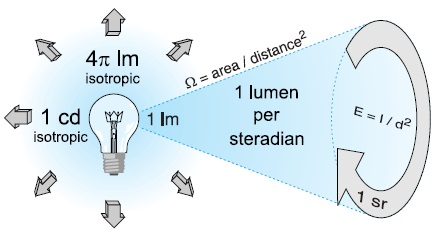 4π lm
isotropic
1 cd
isotropic
1 lm
Ω = area / distance²
1 lumen
per
steradian
E = I / d²
1 sr